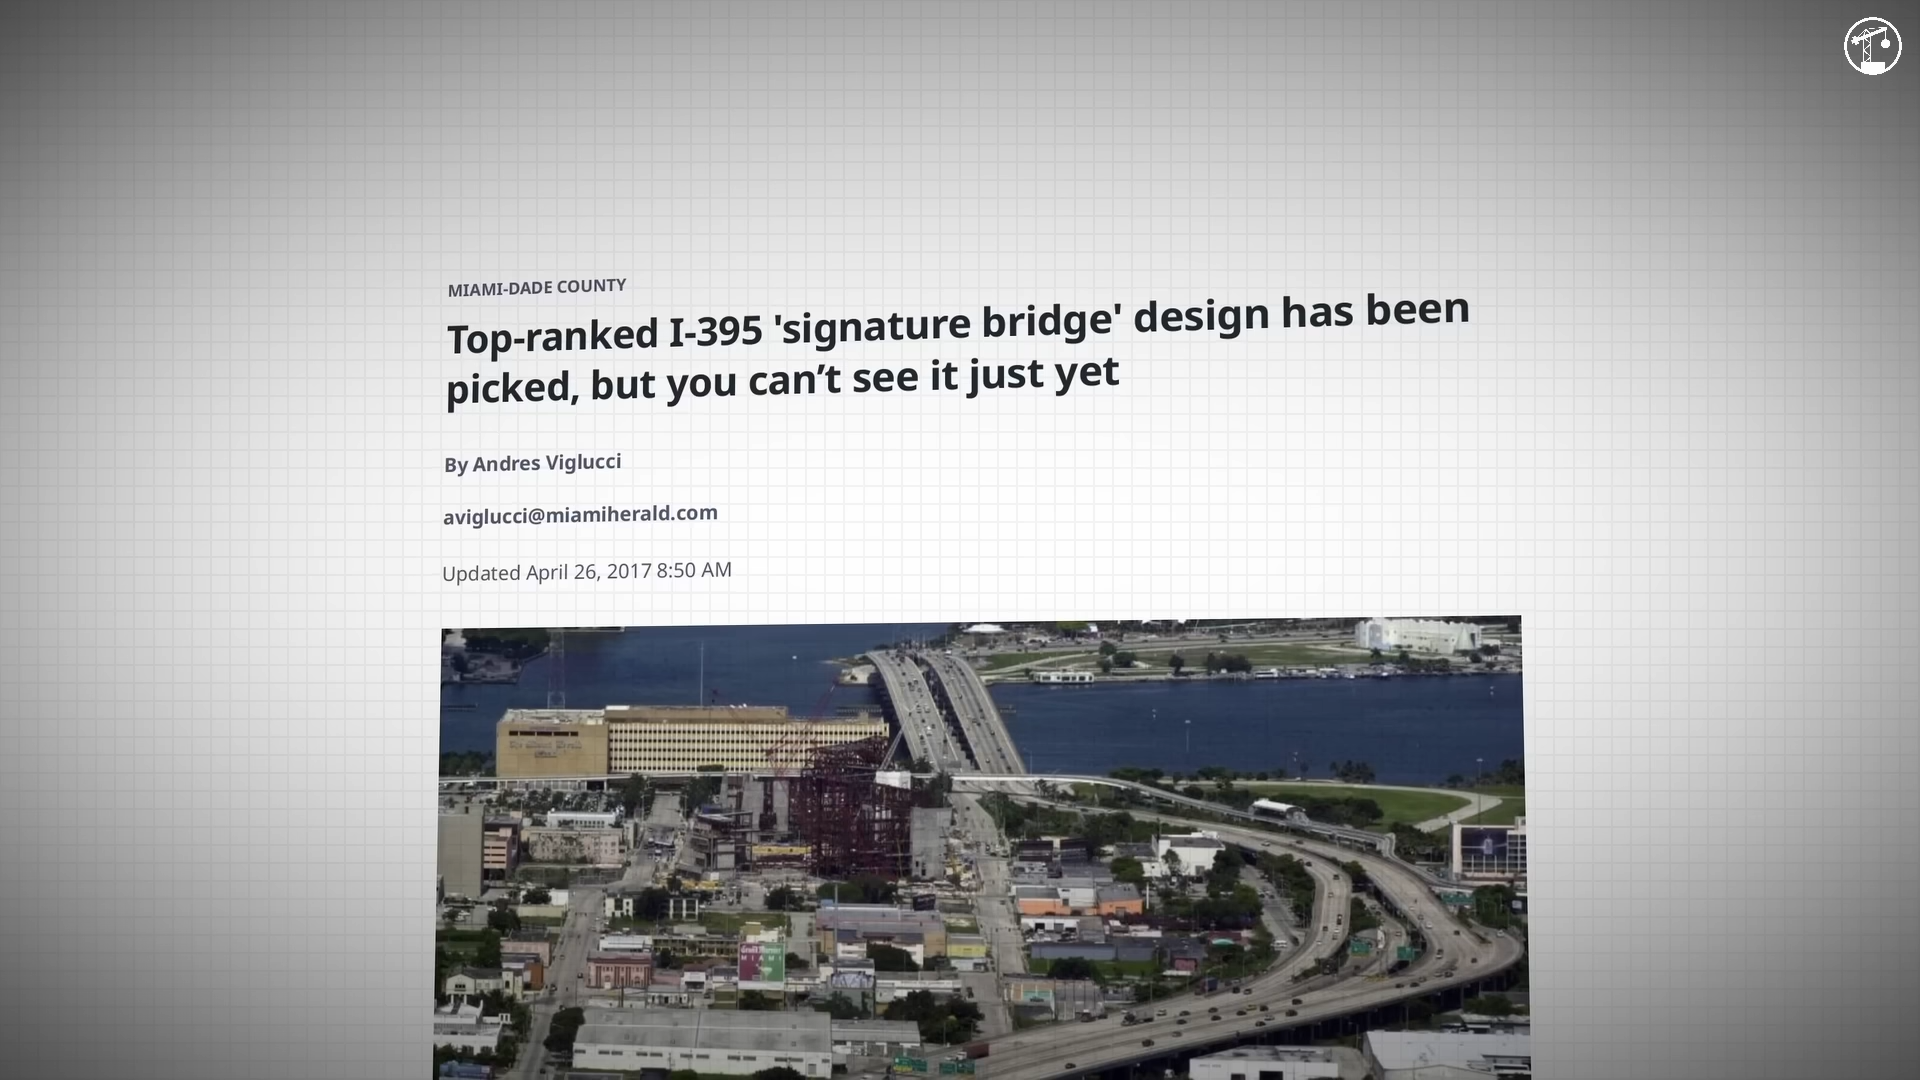 MIAMI-DADE COUNTY
Top-ranked I-395 'signature bridge' design has been
picked, but you can’t see it just yet
By Andres Viglucci
aviglucci@miamiherald.com
Updated April 26, 2017 8:50 AM